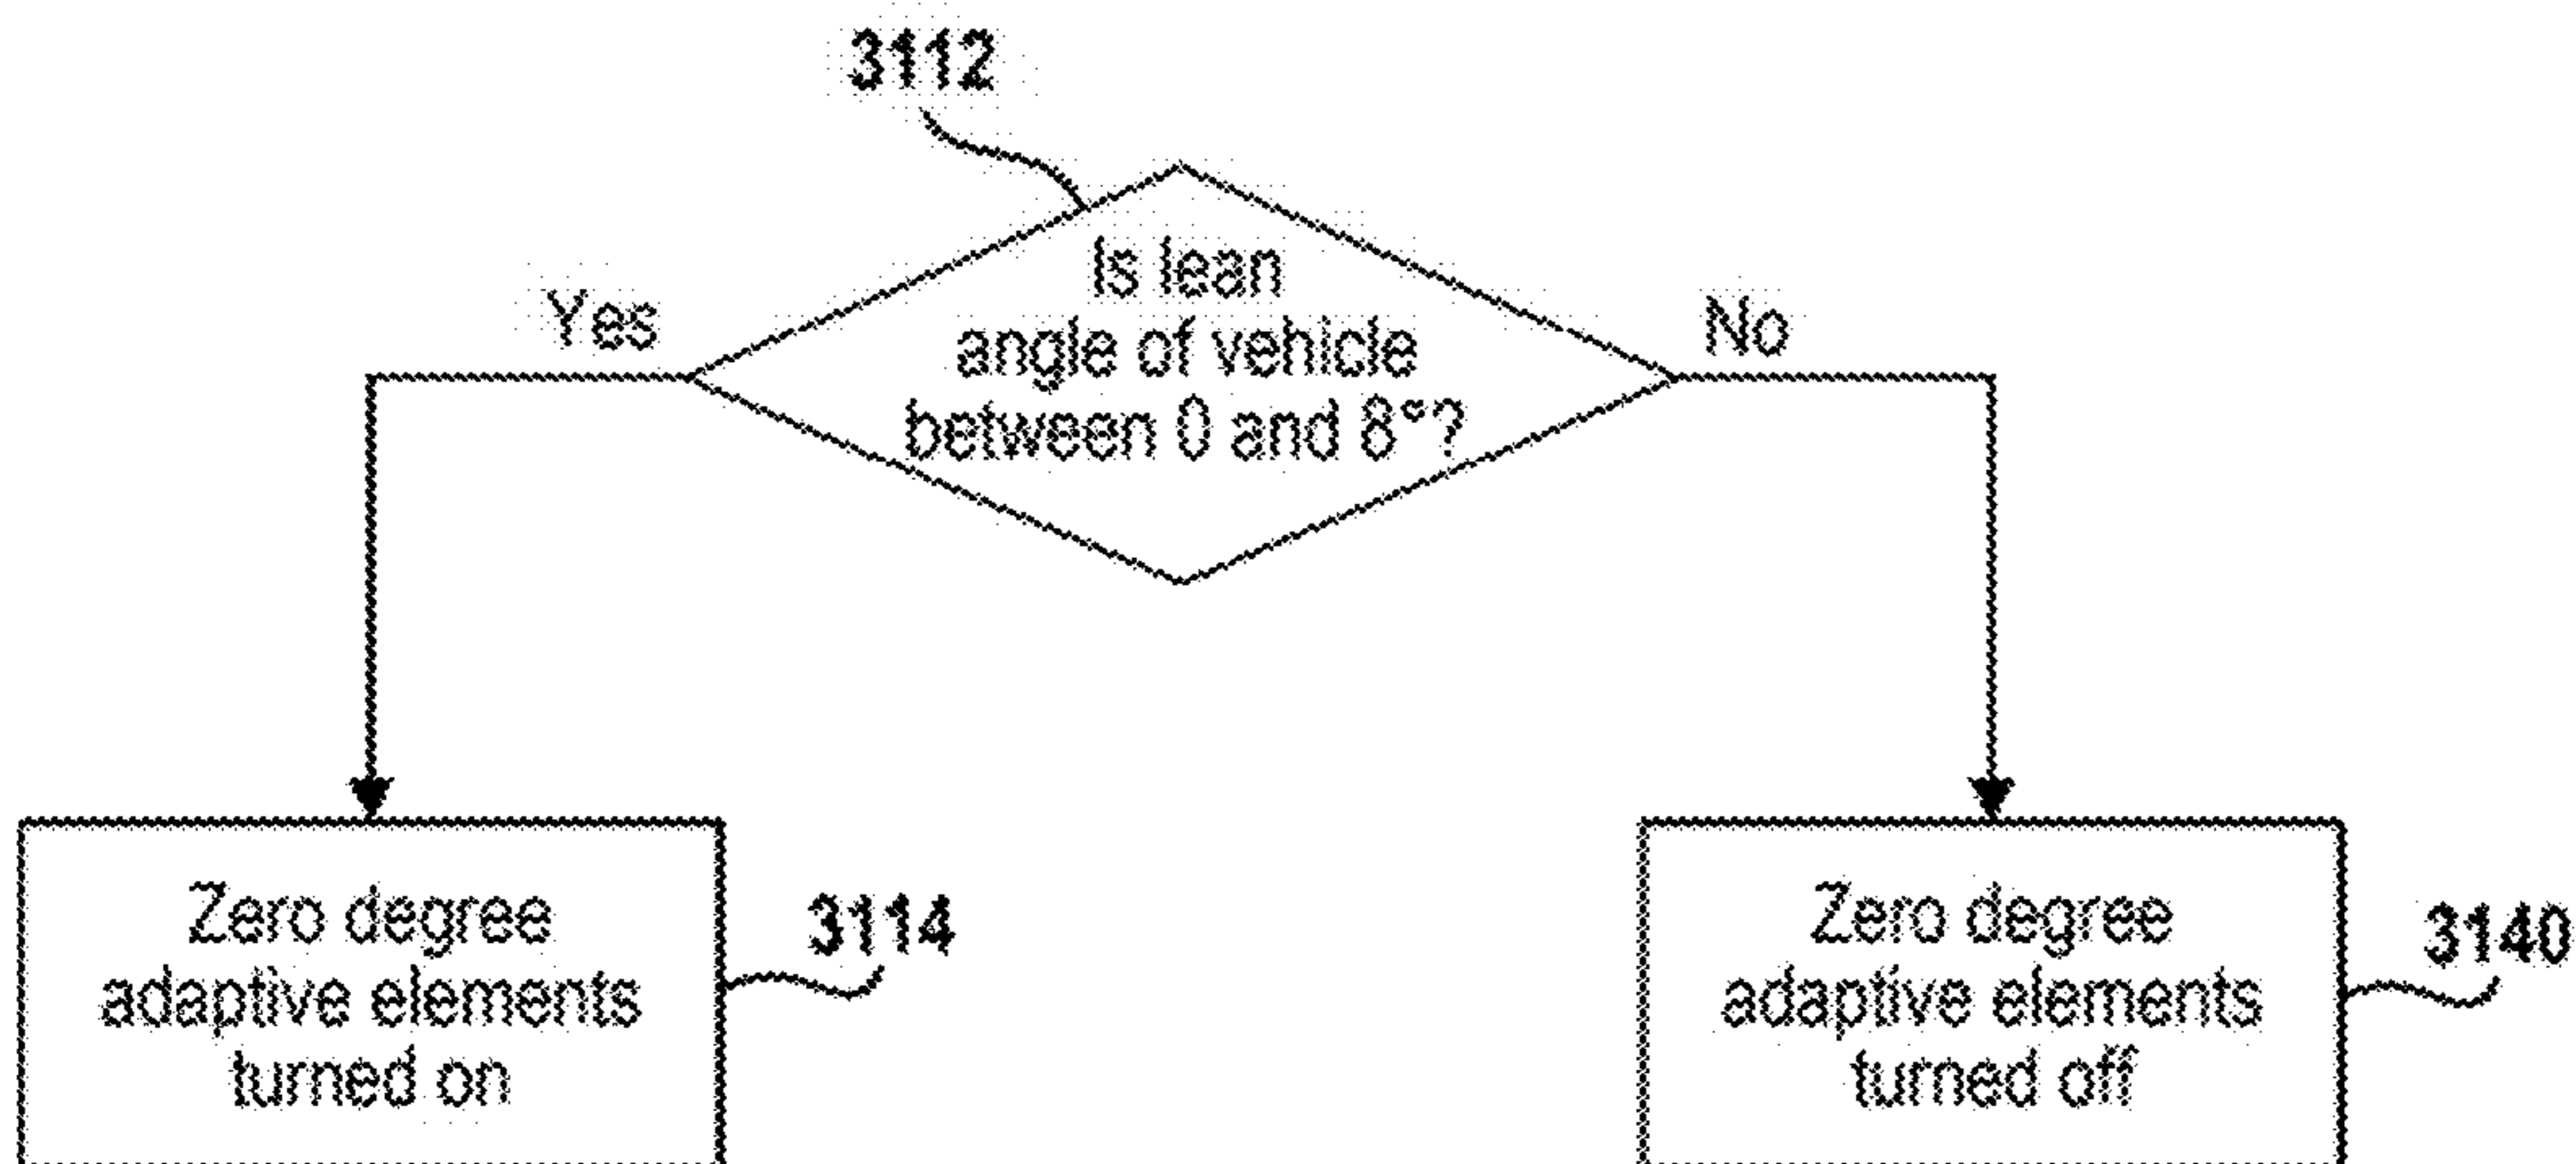 3112
Is lean
angle of vehicle
between 0 and 8°?
Yes
No
Zero degree
adaptive elements
turned on
3114
Zero degree
adaptive elements
turned off
3140